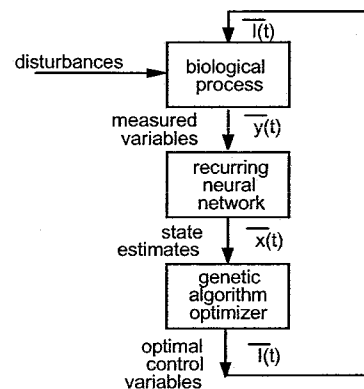 I(t)
disturbances
biological
process
measured
variables
y(t)
recurring
neural
network
state
estimates
x(t)
genetic
algorithm
optimizer
optimal
control
variables
I(t)